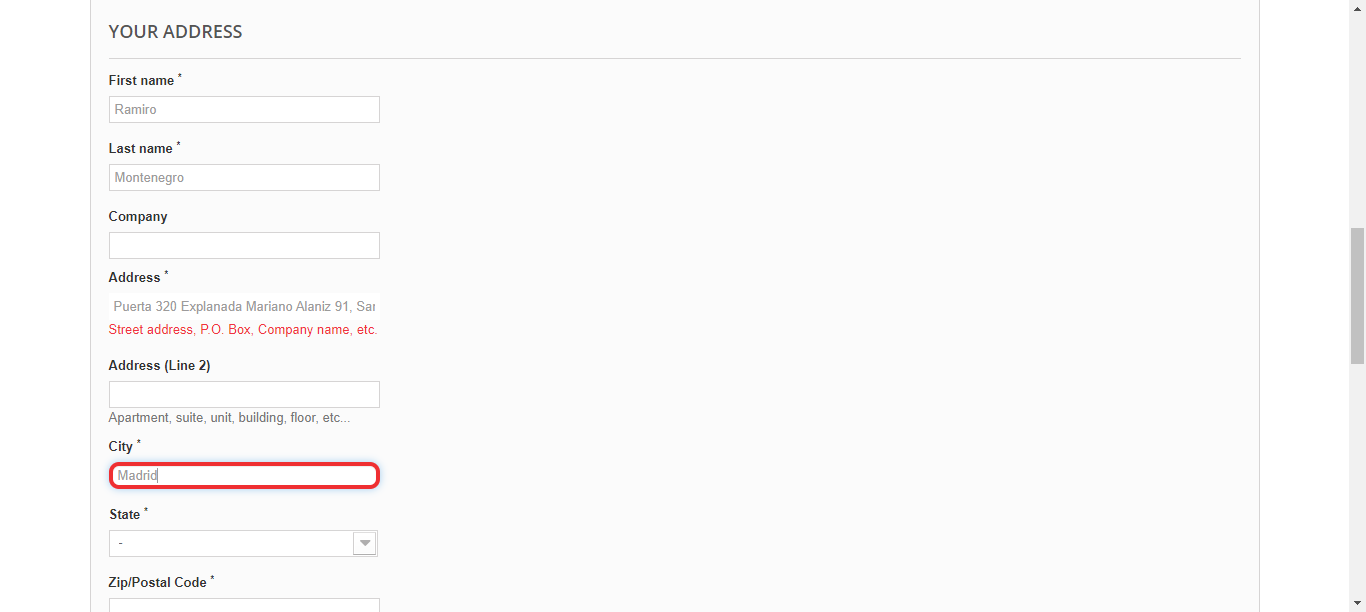 YOUR ADDRESS
First name *
Ramiro
Last name *
Montenegro
Company
Address *
Puerta 320 Explanada Mariano Alaniz 91, Sar
Street address, P.O. Box, Company name, etc.
Address (Line 2)
Apartment, suite, unit, building, floor, etc...
City *
Madrid
State *
-
Zip/Postal Code *